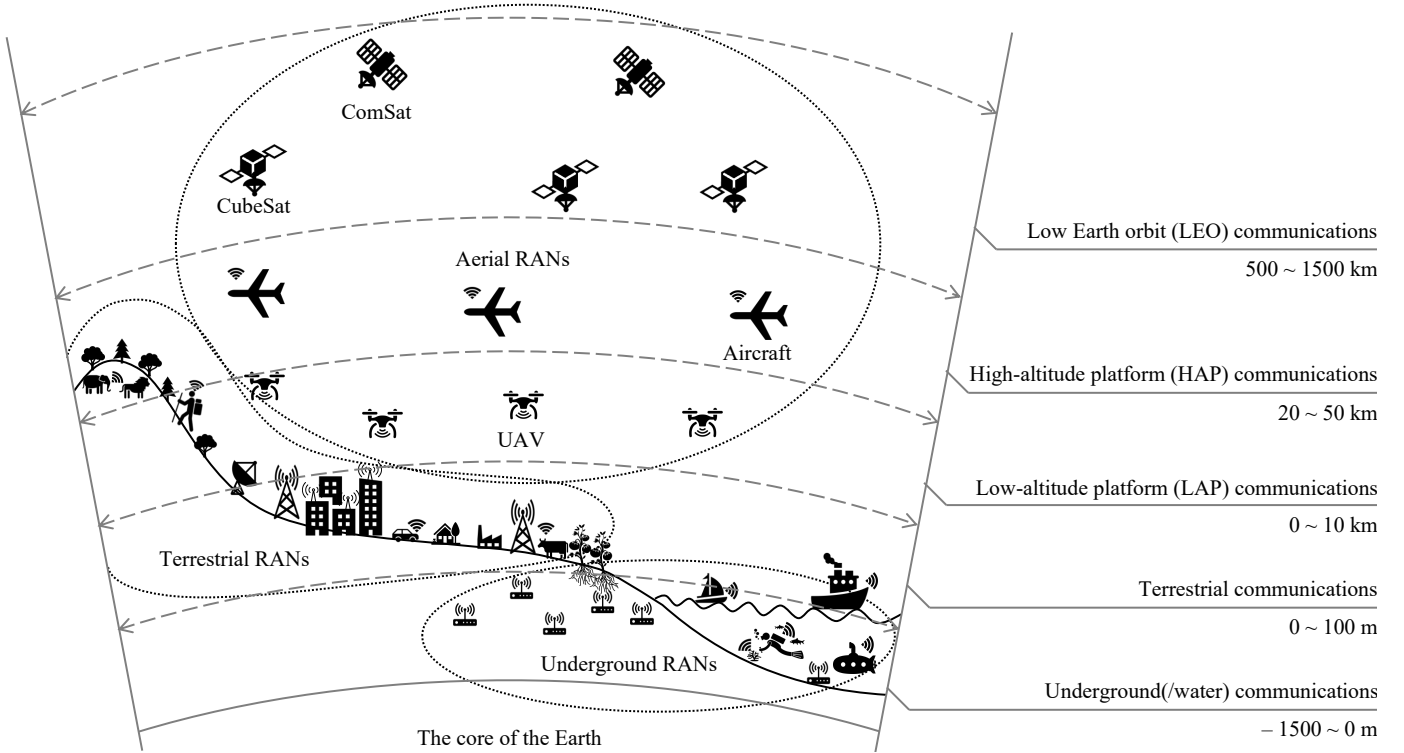 ComSat
CubeSat
Low Earth orbit (LEO) communications
500 ~ 1500 km
Aerial RANs
Aircraft
High-altitude platform (HAP) communications
20 ~ 50 km
UAV
Low-altitude platform (LAP) communications
0 ~ 10 km
Terrestrial RANs
Terrestrial communications
0 ~ 100 m
Underground RANs
Underground(/water) communications
– 1500 ~ 0 m
The core of the Earth